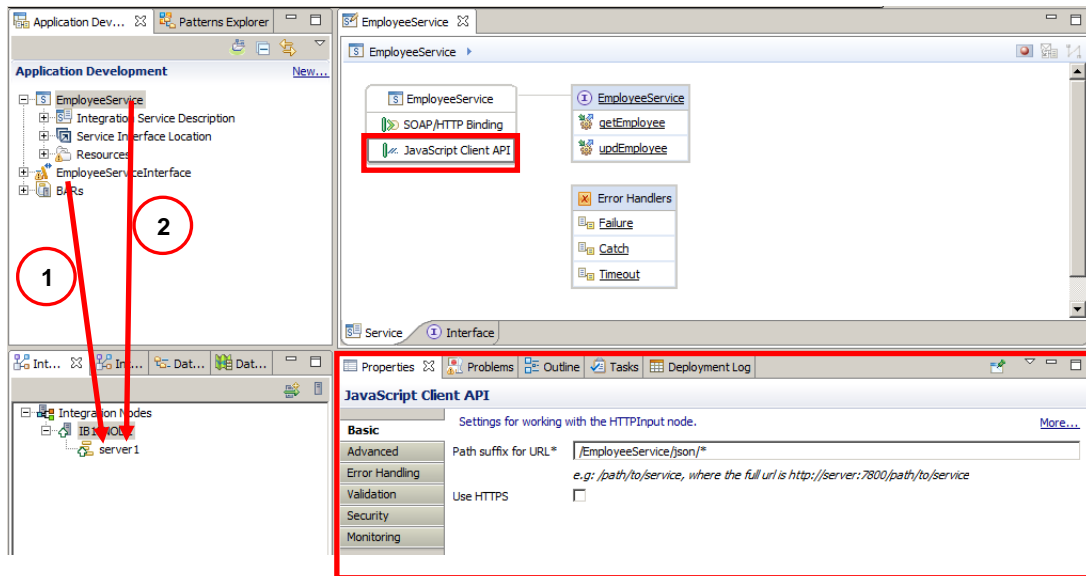 Application Dev...
Patterns Explorer
Application Development
New...
EmployeeService
Integration Service Description
Service Interface Location
Resources
EmployeeServiceInterface
BARs
1
2
EmployeeService
EmployeeService
EmployeeService
SOAP/HTTP Binding
JavaScript Client API
EmployeeService
getEmployee
updEmployee
Error Handlers
Failure
Catch
Timeout
Service
Interface
Int...
In...
Dat...
Dat...
Integration Nodes
server1
Properties
Problems
Outline
Tasks
Deployment Log
JavaScript Client API
Basic
Advanced
Error Handling
Validation
Security
Monitoring
Settings for working with the HTTPInput node.
More...
Path suffix for URL* /EmployeeService/json/*
e.g: /path/to/service, where the full url is http://server:7800/path/to/service
Use HTTPS